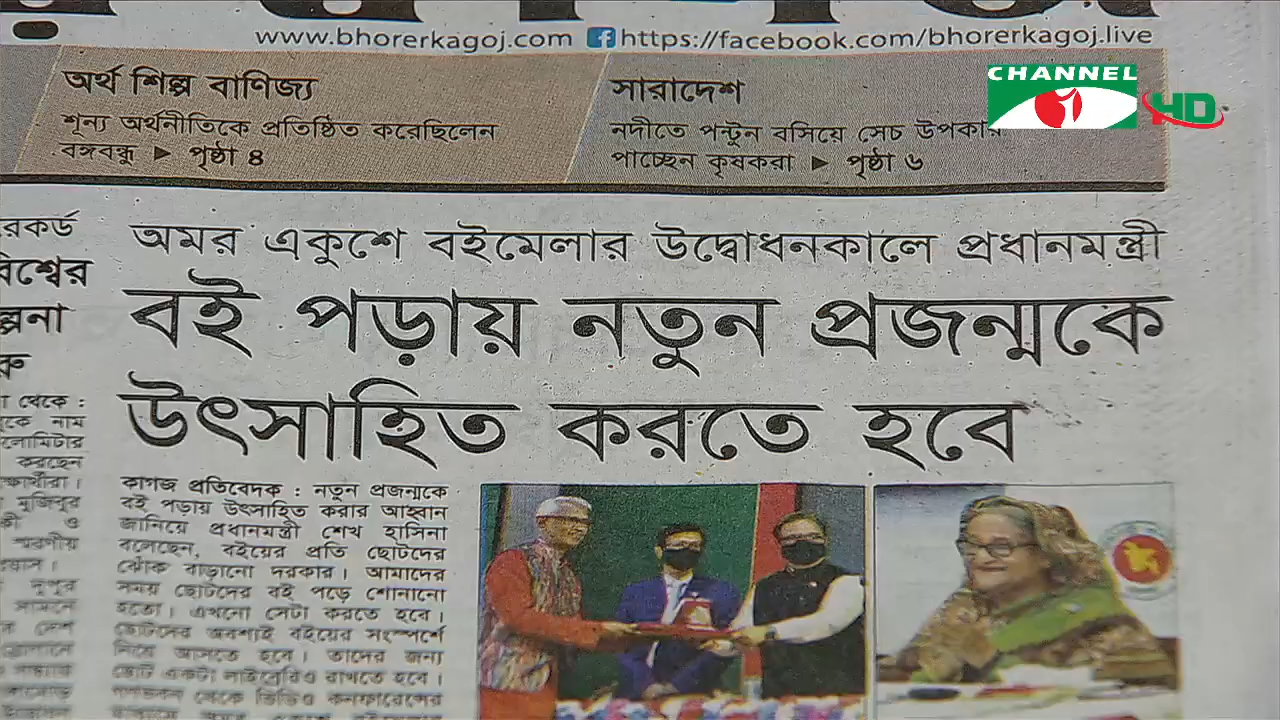 www.bhorerkagoj.com https://facebook.com/bhorerkagoj.live
CHANNEL
HD
অর্থ শিল্প বাণিজ্য
শূন্য অর্থনীতিকে প্রতিষ্ঠিত করেছিলেন
বঙ্গবন্ধু ▶ পৃষ্ঠা ৪
সারাদেশ
নদীতে পন্টুন বসিয়ে সেচ উপকার
পাচ্ছেন কৃষকরা ▶ পৃষ্ঠা ৬
রেকর্ড
বিশ্বের
থেকে :
নাম
করছেন
মুজিবুর
ও
দুপুর
অমর একুশে বইমেলার উদ্বোধনকালে প্রধানমন্ত্রী
বই পড়ায় নতুন প্রজন্মকে
উৎসাহিত করতে হবে
কাগজ প্রতিবেদক : নতুন প্রজন্মকে
বই পড়ায় উৎসাহিত করার আহ্বান
জানিয়ে প্রধানমন্ত্রী শেখ হাসিনা
বলেছেন, বইয়ের প্রতি ছোটদের
ঝোঁক বাড়ানো দরকার। আমাদের
সময় ছোটদের বই পড়ে শোনানো
হতো। এখনো সেটা করতে হবে।
ছোটদের অবশ্যই বইয়ের সংস্পর্শে
নিয়ে আসতে হবে। তাদের জন্য
ছোট একটা লাইব্রেরিও রাখতে হবে।
গণভবন থেকে ভিডিও কনফারেন্সের